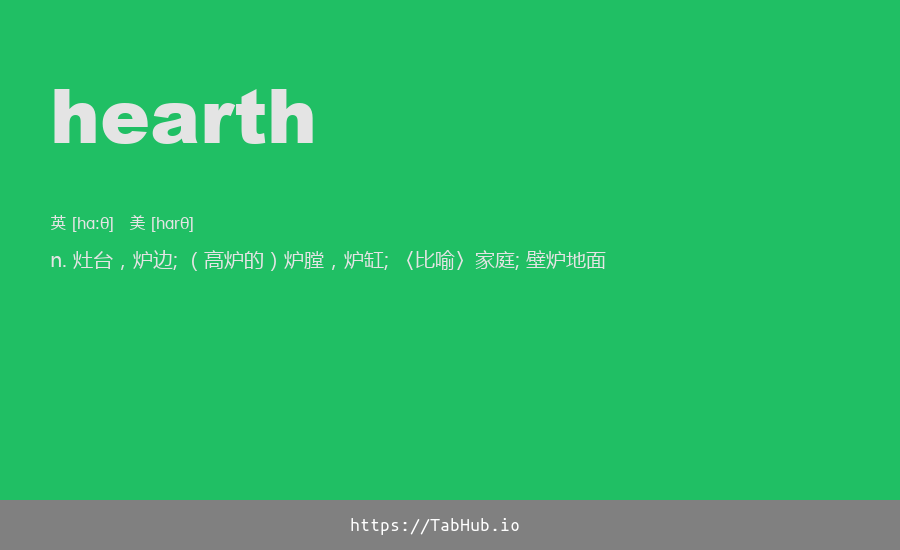 hearth
英 [hɑːθ] 美 [hɑrθ]
n. 灶台，炉边; （高炉的）炉膛，炉缸; 〈比喻〉家庭; 壁炉地面
https://TabHub.io